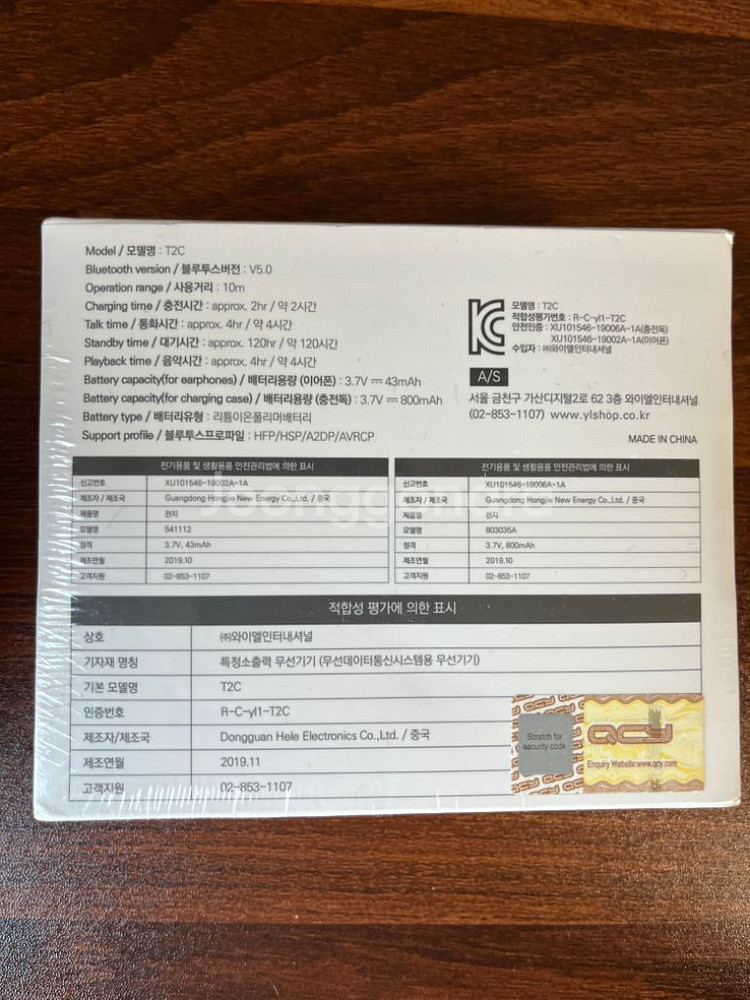 Model / 모델명 : T2C
Bluetooth version / 블루투스버전 : V5.0
Operation range / 사용거리 : 10m
Charging time / 충전시간 : approx. 2hr / 약 2시간
Talk time / 통화시간 : approx. 4hr / 약 4시간
Standby time / 대기시간 : approx. 120hr / 약 120시간
Playback time / 음악시간 : approx. 4hr / 약 4시간
Battery capacity(for earphones) / 배터리용량 (이어폰) : 3.7V ⎓ 43mAh
Battery capacity(for charging case) / 배터리용량 (충전독) : 3.7V ⎓ 800mAh
Battery type / 배터리유형 : 리튬이온폴리머배터리
Support profile / 블루투스프로파일 : HFP/HSP/A2DP/AVRCP
모델명 : T2C
적합성평가번호 : R-C-yl1-T2C
안전인증 : XU101546-19006A-1A(충전독)
XU101546-19002A-1A(이어폰)
수입자 : ㈜와이엘인터내셔널
A/S
서울 금천구 가산디지털2로 62 3층 와이엘인터내셔널
(02-853-1107) www.ylshop.co.kr
MADE IN CHINA
전기용품 및 생활용품 안전관리법에 의한 표시
신고번호 XU101546-19002A-1A
제조자 / 제조국 Guangdong Hongjie New Energy Co.,Ltd. / 중국
제품명 전지
모델명 541112
정격 3.7V, 43mAh
제조연월 2019.10
고객지원 02-853-1107
전기용품 및 생활용품 안전관리법에 의한 표시
신고번호 XU101546-19006A-1A
제조자 / 제조국 Guangdong Hongjie New Energy Co.,Ltd. / 중국
제품명 전지
모델명 803035A
정격 3.7V, 800mAh
제조연월 2019.10
고객지원 02-853-1107
적합성 평가에 의한 표시
상호 ㈜와이엘인터내셔널
기자재 명칭 특정소출력 무선기기 (무선데이터통신시스템용 무선기기)
기본 모델명 T2C
인증번호 R-C-yl1-T2C
제조자/제조국 Dongguan Hele Electronics Co.,Ltd. / 중국
제조연월 2019.11
고객지원 02-853-1107
Scratch for
security code
QCY
Enquiry Website:www.qcy.com